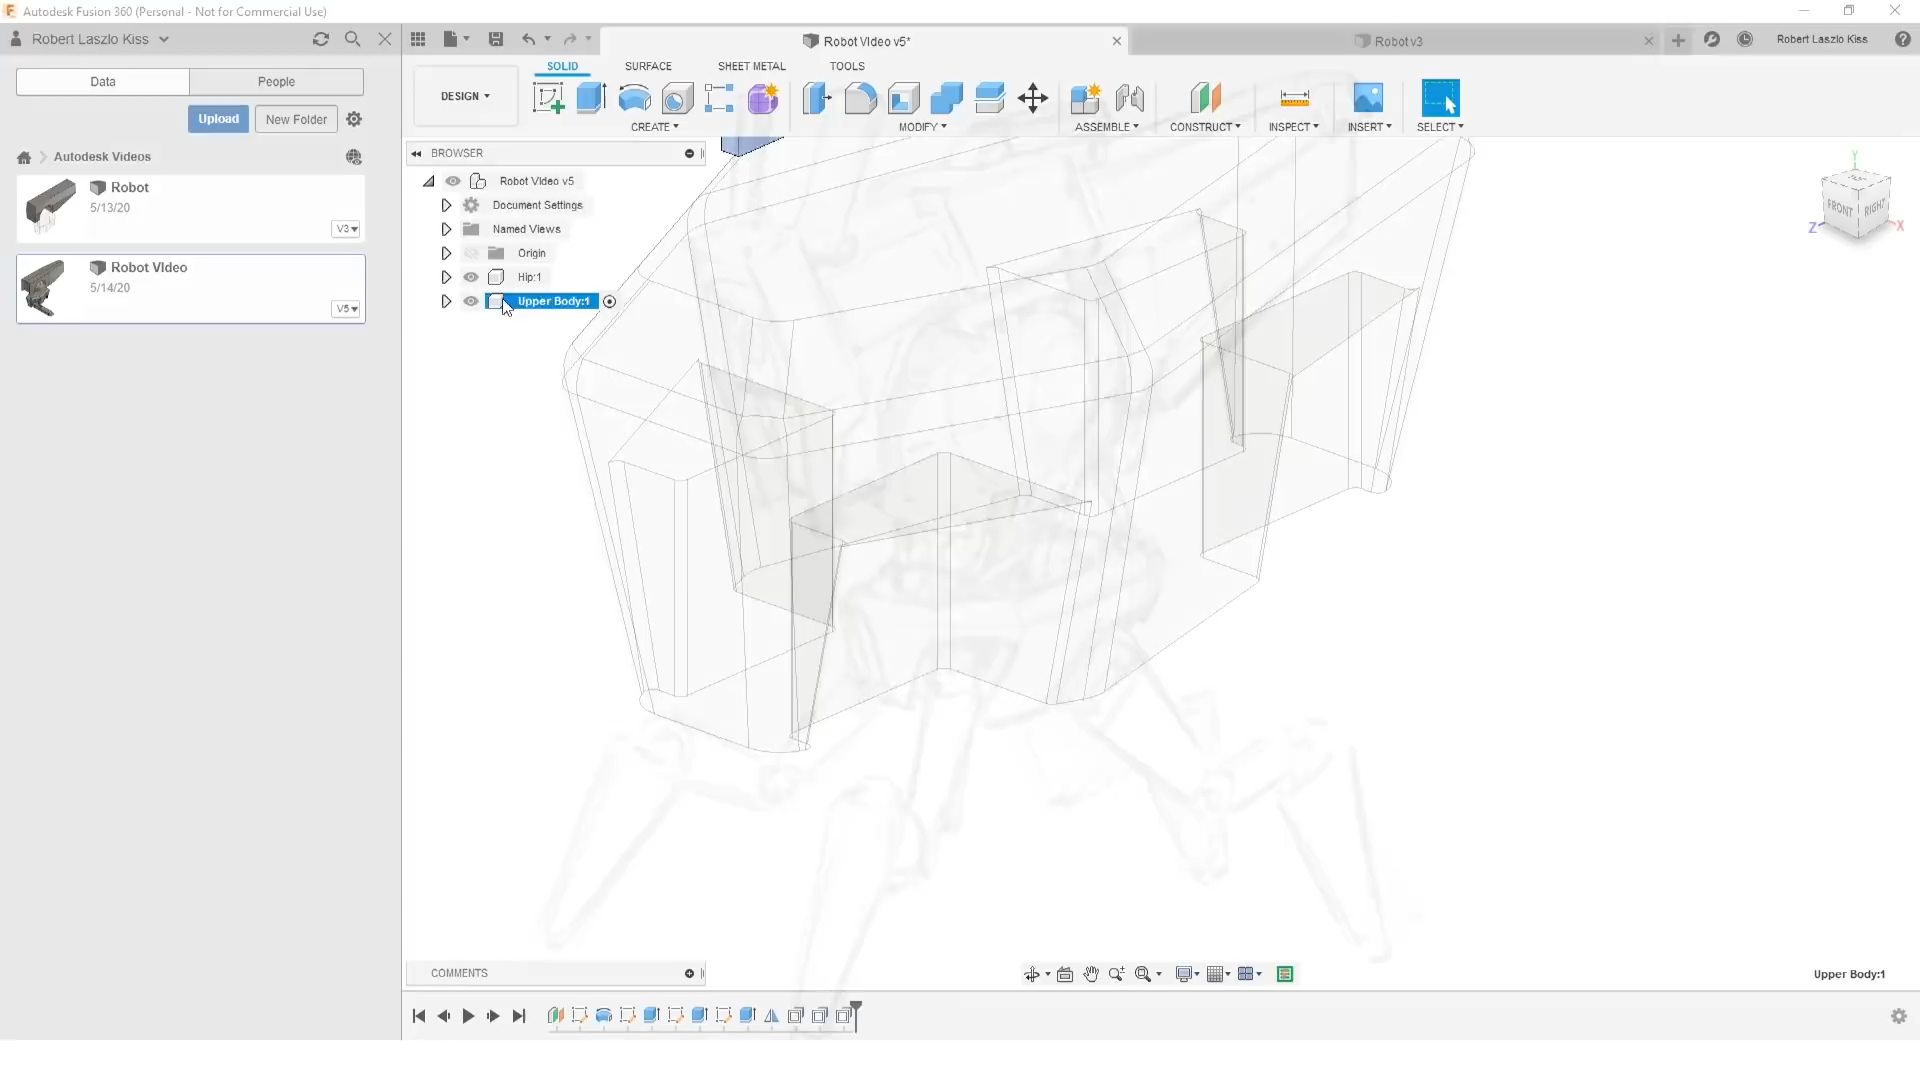 Autodesk Fusion 360 (Personal - Not for Commercial Use)
Robert Laszlo Kiss
Robot VIdeo v5*
Robot v3
Robert Laszlo Kiss
Data
People
Upload
New Folder
Autodesk Videos
Robot
5/13/20
V3
Robot VIdeo
5/14/20
V5
SOLID
SURFACE
SHEET METAL
TOOLS
DESIGN
CREATE
MODIFY
ASSEMBLE
CONSTRUCT
INSPECT
INSERT
SELECT
BROWSER
Robot VIdeo v5
Document Settings
Named Views
Origin
Hip:1
Upper Body:1
Y
FRONT
RIGHT
Z
X
COMMENTS
Upper Body:1